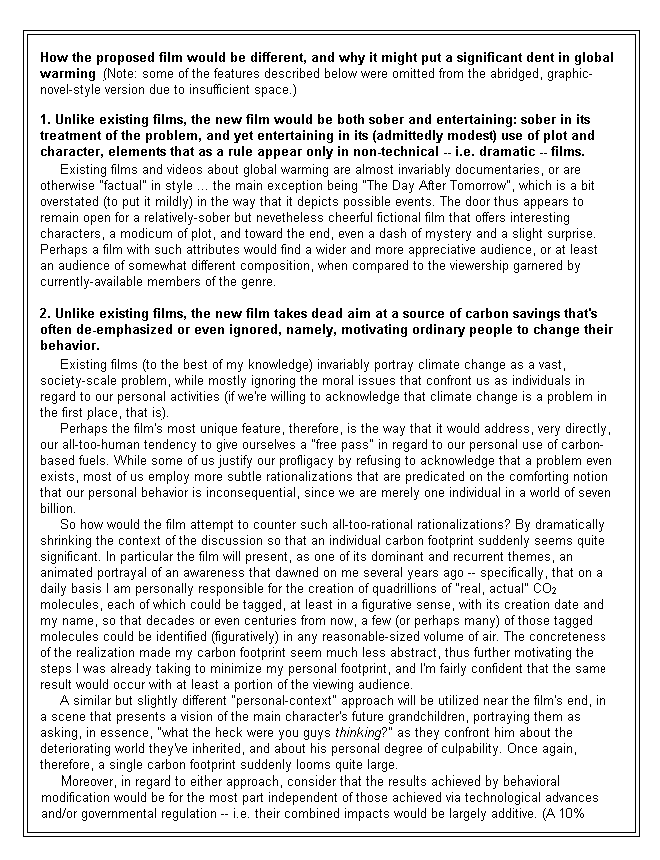 How the proposed film would be different, and why it might put a significant dent in global
warming  (Note: some of the features described below were omitted from the abridged, graphic-
novel-style version due to insufficient space.)
1. Unlike existing films, the new film would be both sober and entertaining: sober in its
treatment of the problem, and yet entertaining in its (admittedly modest) use of plot and
character, elements that as a rule appear only in non-technical -- i.e. dramatic -- films.
Existing films and videos about global warming are almost invariably documentaries, or are
otherwise "factual" in style ... the main exception being "The Day After Tomorrow", which is a bit
overstated (to put it mildly) in the way that it depicts possible events. The door thus appears to
remain open for a relatively-sober but nevetheless cheerful fictional film that offers interesting
characters, a modicum of plot, and toward the end, even a dash of mystery and a slight surprise.
Perhaps a film with such attributes would find a wider and more appreciative audience, or at least
an audience of somewhat different composition, when compared to the viewership garnered by
currently-available members of the genre.
2. Unlike existing films, the new film takes dead aim at a source of carbon savings that's
often de-emphasized or even ignored, namely, motivating ordinary people to change their
behavior.
Existing films (to the best of my knowledge) invariably portray climate change as a vast,
society-scale problem, while mostly ignoring the moral issues that confront us as individuals in
regard to our personal activities (if we're willing to acknowledge that climate change is a problem in
the first place, that is).
Perhaps the film's most unique feature, therefore, is the way that it would address, very directly,
our all-too-human tendency to give ourselves a "free pass" in regard to our personal use of carbon-
based fuels. While some of us justify our profligacy by refusing to acknowledge that a problem even
exists, most of us employ more subtle rationalizations that are predicated on the comforting notion
that our personal behavior is inconsequential, since we are merely one individual in a world of seven
billion.
So how would the film attempt to counter such all-too-rational rationalizations? By dramatically
shrinking the context of the discussion so that an individual carbon footprint suddenly seems quite
significant. In particular the film will present, as one of its dominant and recurrent themes, an
animated portrayal of an awareness that dawned on me several years ago -- specifically, that on a
daily basis I am personally responsible for the creation of quadrillions of "real, actual" CO₂
molecules, each of which could be tagged, at least in a figurative sense, with its creation date and
my name, so that decades or even centuries from now, a few (or perhaps many) of those tagged
molecules could be identified (figuratively) in any reasonable-sized volume of air. The concreteness
of the realization made my carbon footprint seem much less abstract, thus further motivating the
steps I was already taking to minimize my personal footprint, and I'm fairly confident that the same
result would occur with at least a portion of the viewing audience.
A similar but slightly different "personal-context" approach will be utilized near the film's end, in
a scene that presents a vision of the main character's future grandchildren, portraying them as
asking, in essence, "what the heck were you guys thinking?" as they confront him about the
deteriorating world they've inherited, and about his personal degree of culpability. Once again,
therefore, a single carbon footprint suddenly looms quite large.
Moreover, in regard to either approach, consider that the results achieved by behavioral
modification would be for the most part independent of those achieved via technological advances
and/or governmental regulation -- i.e. their combined impacts would be largely additive. (A 10%